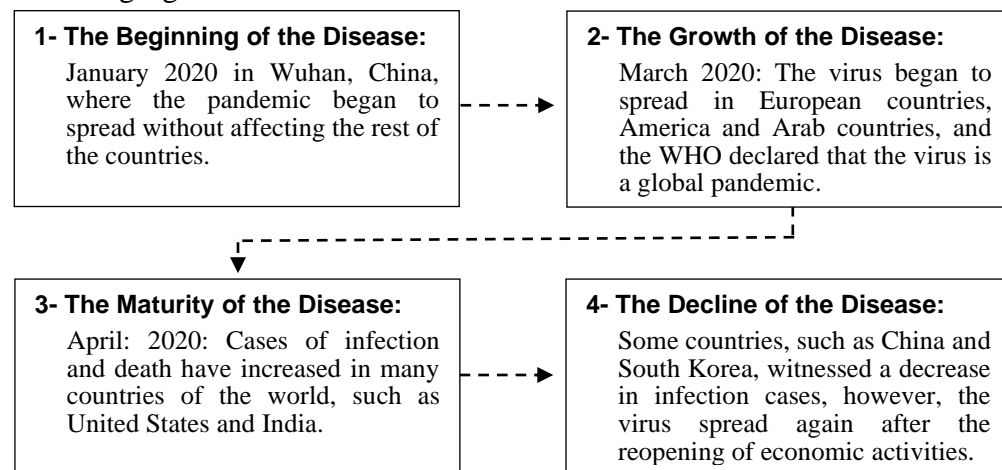 1- The Beginning of the Disease:
January 2020 in Wuhan, China,
where the pandemic began to
spread without affecting the rest of
the countries.
2- The Growth of the Disease:
March 2020: The virus began to
spread in European countries,
America and Arab countries, and
the WHO declared that the virus is
a global pandemic.
3- The Maturity of the Disease:
April: 2020: Cases of infection
and death have increased in many
countries of the world, such as
United States and India.
4- The Decline of the Disease:
Some countries, such as China and
South Korea, witnessed a decrease
in infection cases, however, the
virus spread again after the
reopening of economic activities.